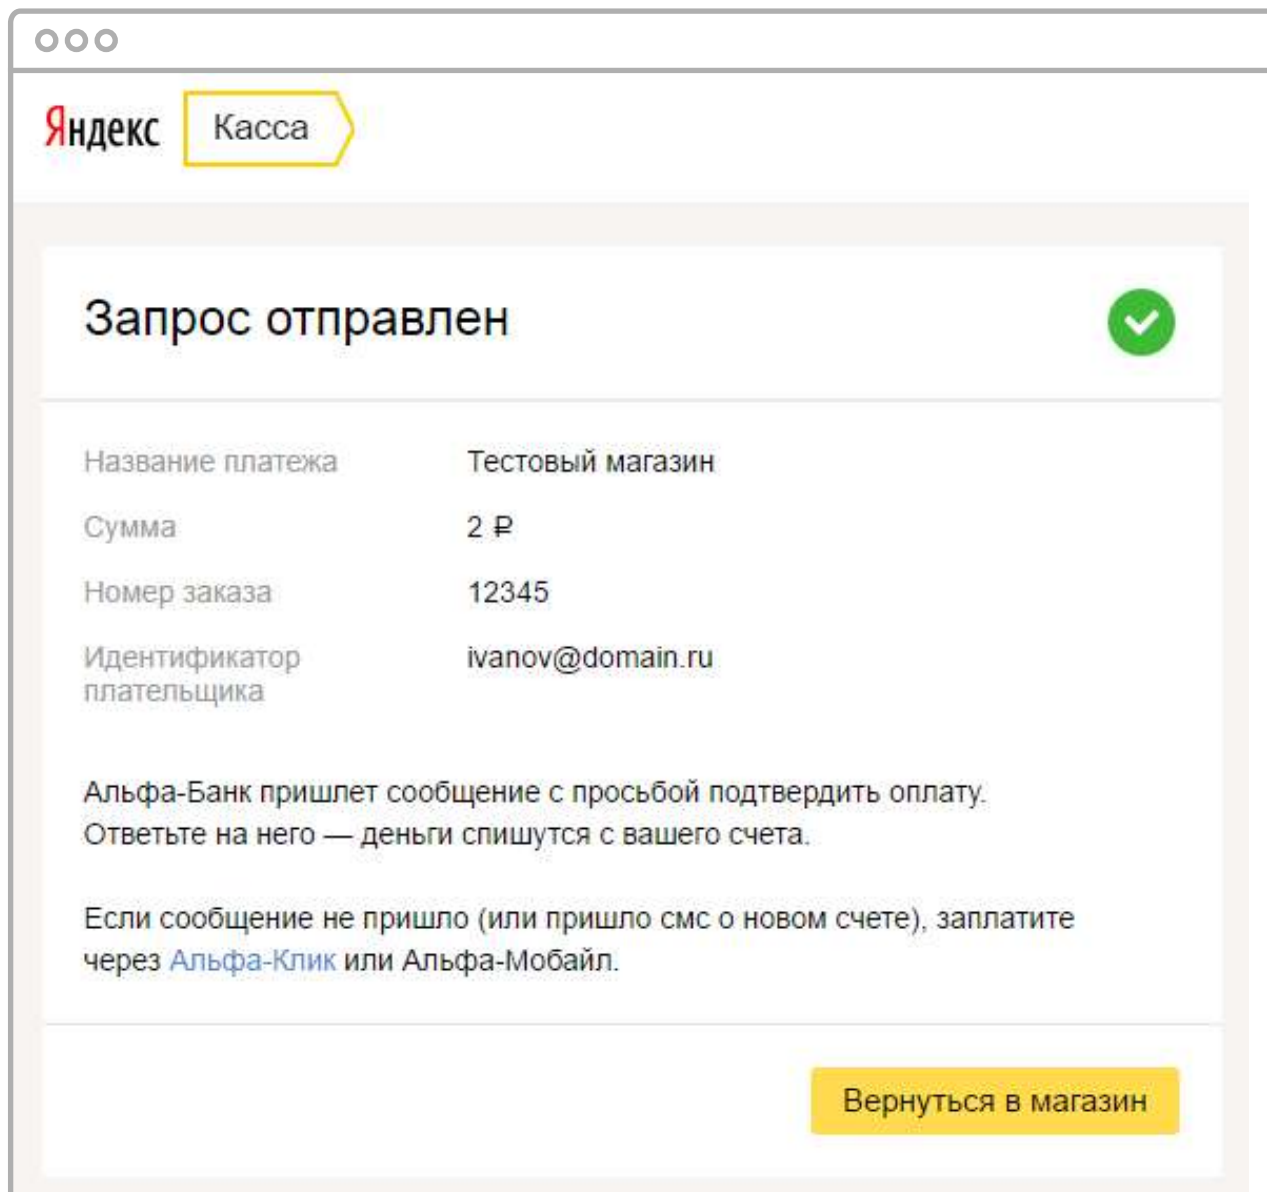 Яндекс Касса
Запрос отправлен
Название платежа Тестовый магазин
Сумма 2 ₽
Номер заказа 12345
Идентификатор ivanov@domain.ru
плательщика
Альфа-Банк пришлет сообщение с просьбой подтвердить оплату.
Ответьте на него — деньги спишутся с вашего счета.
Если сообщение не пришло (или пришло смс о новом счете), заплатите
через Альфа-Клик или Альфа-Мобайл.
Вернуться в магазин